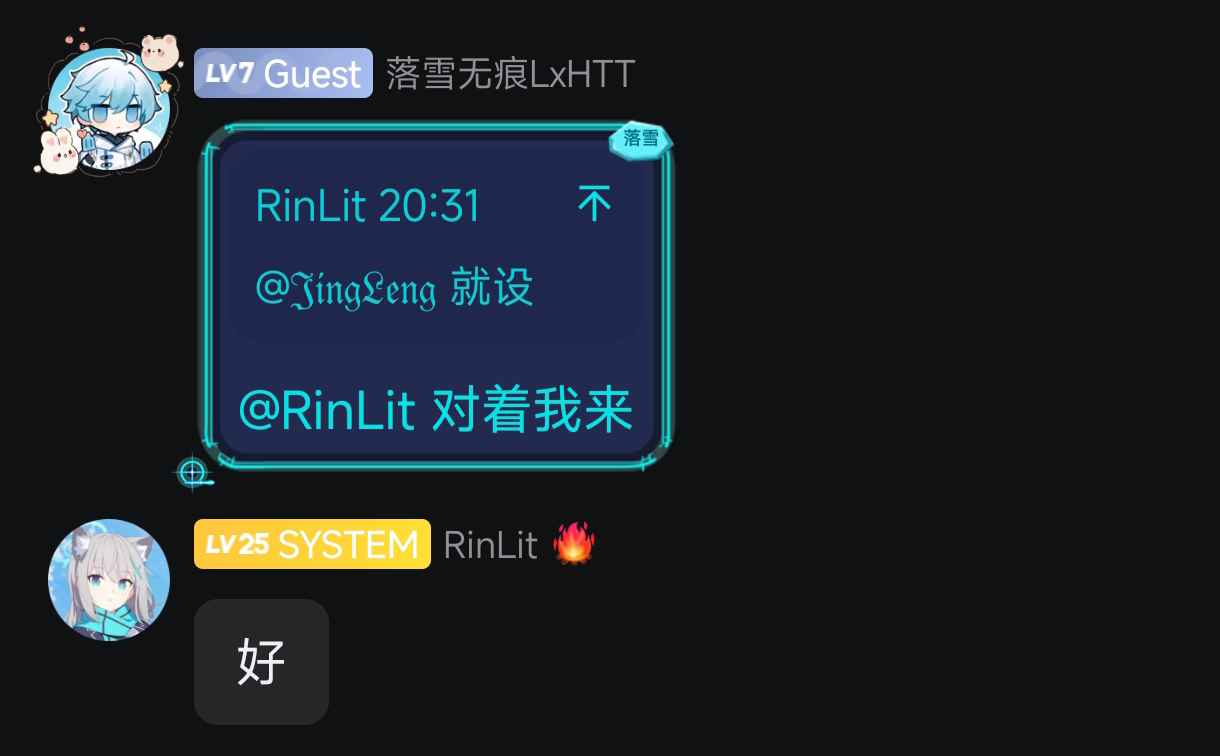 LV7 Guest 落雪无痕LxHTT
落雪
RinLit 20:31
@𝔍𝔦𝔫𝔤𝔏𝔢𝔫𝔤 就设
@RinLit 对着我来
LV25 SYSTEM RinLit 🔥
好